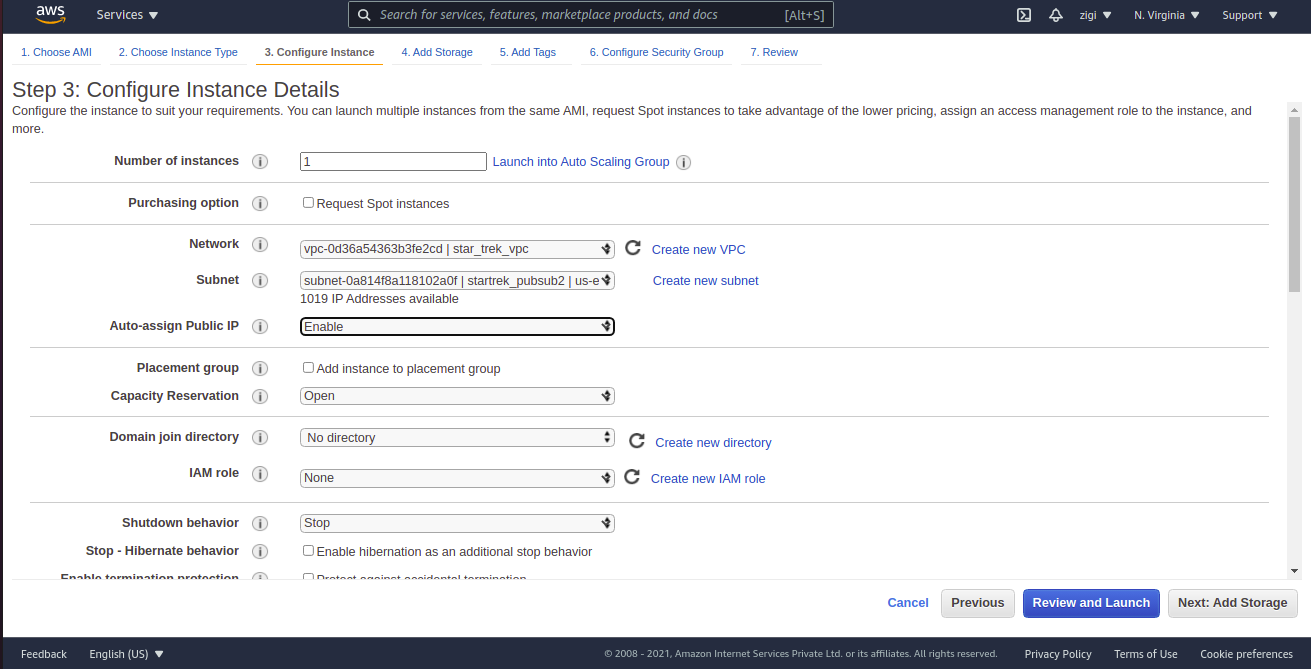 aws Services Search for services, features, marketplace products, and docs [Alt+S] zigi N. Virginia Support
1. Choose AMI 2. Choose Instance Type 3. Configure Instance 4. Add Storage 5. Add Tags 6. Configure Security Group 7. Review
Step 3: Configure Instance Details
Configure the instance to suit your requirements. You can launch multiple instances from the same AMI, request Spot instances to take advantage of the lower pricing, assign an access management role to the instance, and
more.
Number of instances i 1 Launch into Auto Scaling Group i
Purchasing option i Request Spot instances
Network i vpc-0d36a54363b3fe2cd | star_trek_vpc Create new VPC
Subnet i subnet-0a814f8a118102a0f | startrek_pubsub2 | us-e Create new subnet
1019 IP Addresses available
Auto-assign Public IP i Enable
Placement group i Add instance to placement group
Capacity Reservation i Open
Domain join directory i No directory Create new directory
IAM role i None Create new IAM role
Shutdown behavior i Stop
Stop - Hibernate behavior i Enable hibernation as an additional stop behavior
Enable termination protection i Protect against accidental termination
Cancel Previous Review and Launch Next: Add Storage
Feedback English (US) © 2008 - 2021, Amazon Internet Services Private Ltd. or its affiliates. All rights reserved. Privacy Policy Terms of Use Cookie preferences